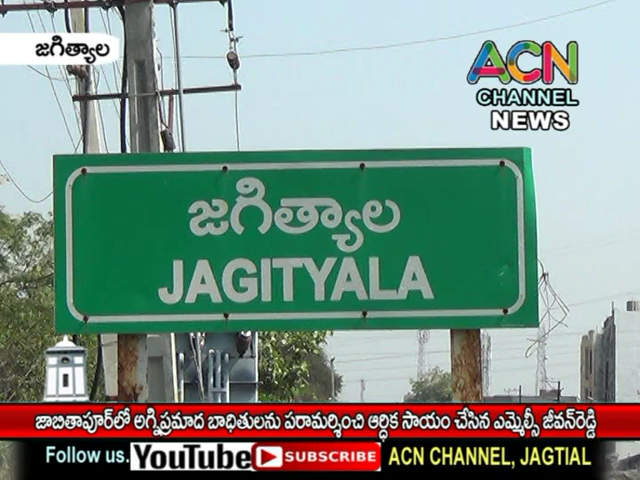 జగిత్యాల
ACN
CHANNEL
NEWS
జగిత్యాల
JAGITYALA
జాబితాపూర్‌లో అగ్నిప్రమాద బాధితులను పరామర్శించి ఆర్థిక సాయం చేసిన ఎమ్మెల్సీ జీవన్‌రెడ్డి
Follow us. YouTube SUBSCRIBE ACN CHANNEL, JAGTIAL